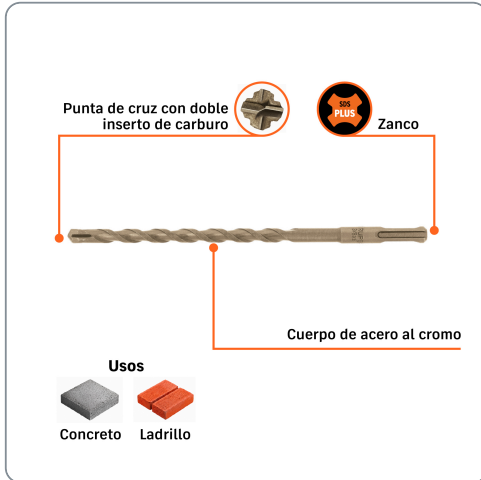 Punta de cruz con doble
inserto de carburo
SDS
PLUS
Zanco
Cuerpo de acero al cromo
Usos
Concreto
Ladrillo